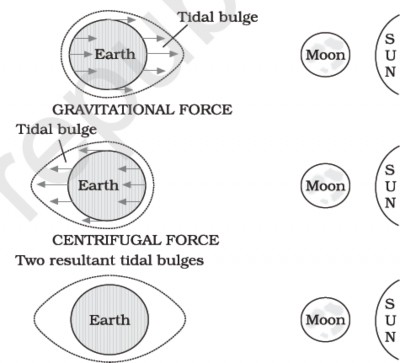 Tidal bulge
Earth
Moon
S
U
N
GRAVITATIONAL FORCE
Tidal bulge
Earth
Moon
S
U
N
CENTRIFUGAL FORCE
Two resultant tidal bulges
Earth
Moon
S
U
N